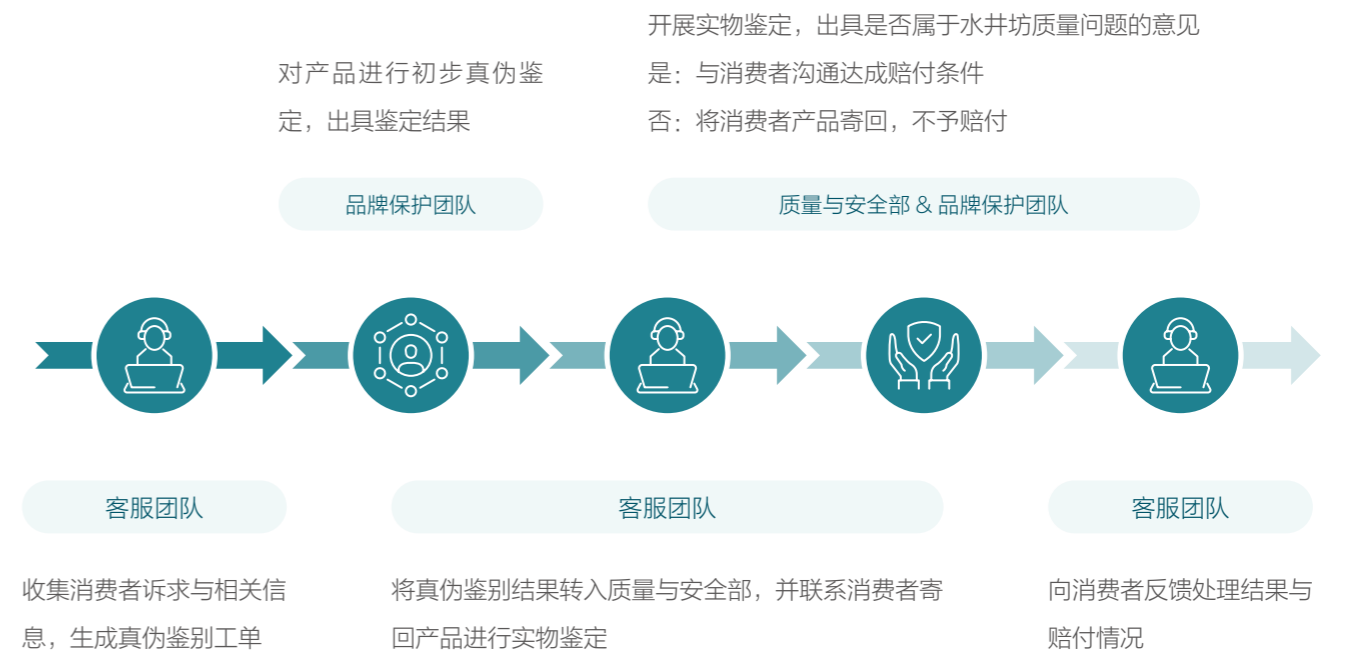 开展实物鉴定，出具是否属于水井坊质量问题的意见
对产品进行初步真伪鉴
定，出具鉴定结果
是：与消费者沟通达成赔付条件
否：将消费者产品寄回，不予赔付
品牌保护团队
质量与安全部 & 品牌保护团队
客服团队
客服团队
客服团队
收集消费者诉求与相关信
息，生成真伪鉴别工单
将真伪鉴别结果转入质量与安全部，并联系消费者寄
回产品进行实物鉴定
向消费者反馈处理结果与
赔付情况